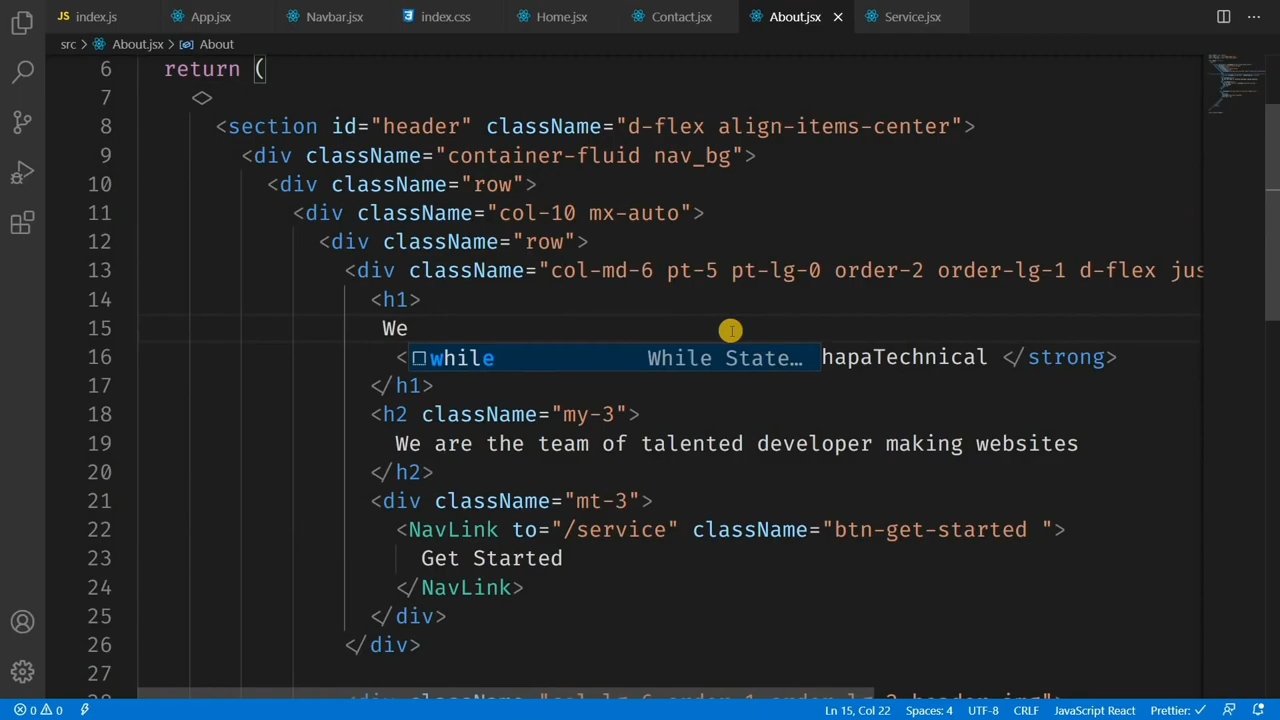 index.js App.jsx Navbar.jsx index.css Home.jsx Contact.jsx About.jsx Service.jsx
src > About.jsx > About
6 return (
7 <>
8 <section id="header" className="d-flex align-items-center">
9 <div className="container-fluid nav_bg">
10 <div className="row">
11 <div className="col-10 mx-auto">
12 <div className="row">
13 <div className="col-md-6 pt-5 pt-lg-0 order-2 order-lg-1 d-flex jus
14 <h1>
15 We
while While State…
16 < hapaTechnical </strong>
17 </h1>
18 <h2 className="my-3">
19 We are the team of talented developer making websites
20 </h2>
21 <div className="mt-3">
22 <NavLink to="/service" className="btn-get-started ">
23 Get Started
24 </NavLink>
25 </div>
26 </div>
27
0 0 Ln 15, Col 22 Spaces: 4 UTF-8 CRLF JavaScript React Prettier: ✓